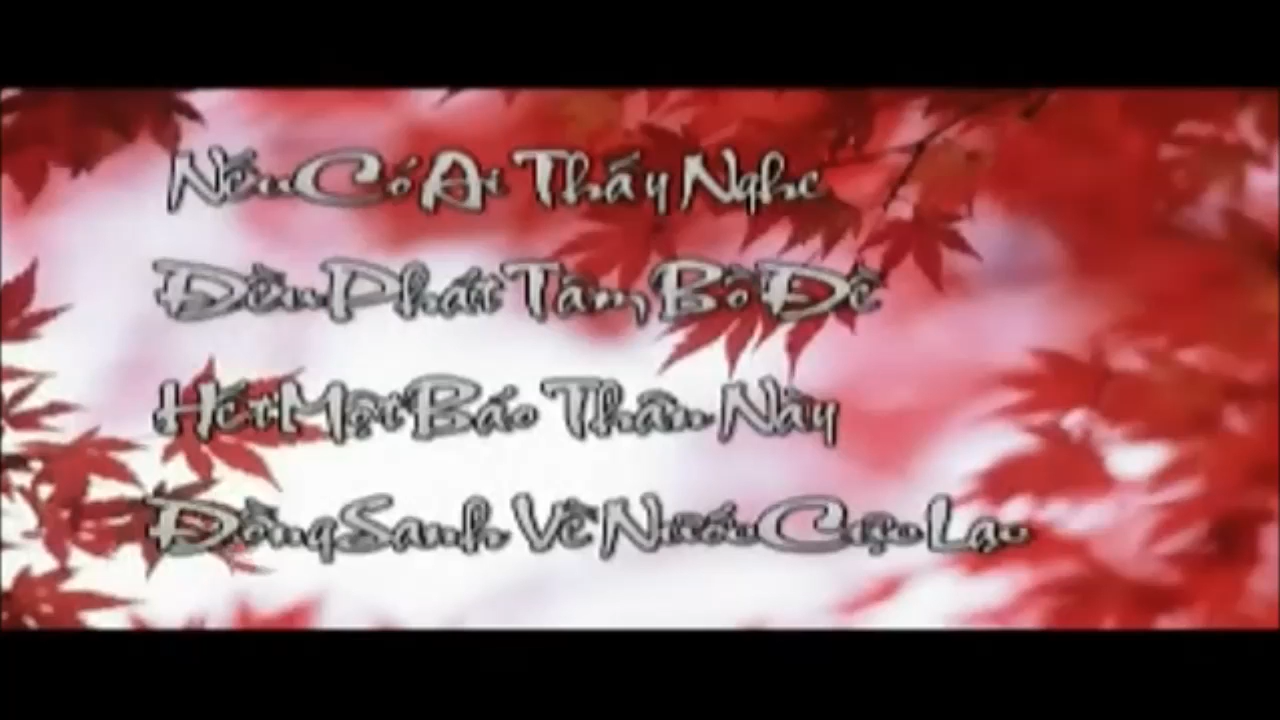 Nếu Có Ai Thấy Nghe
Đều Phát Tâm Bồ Đề
Hết Một Báo Thân Này
Đồng Sanh Về Nước Cực Lạc